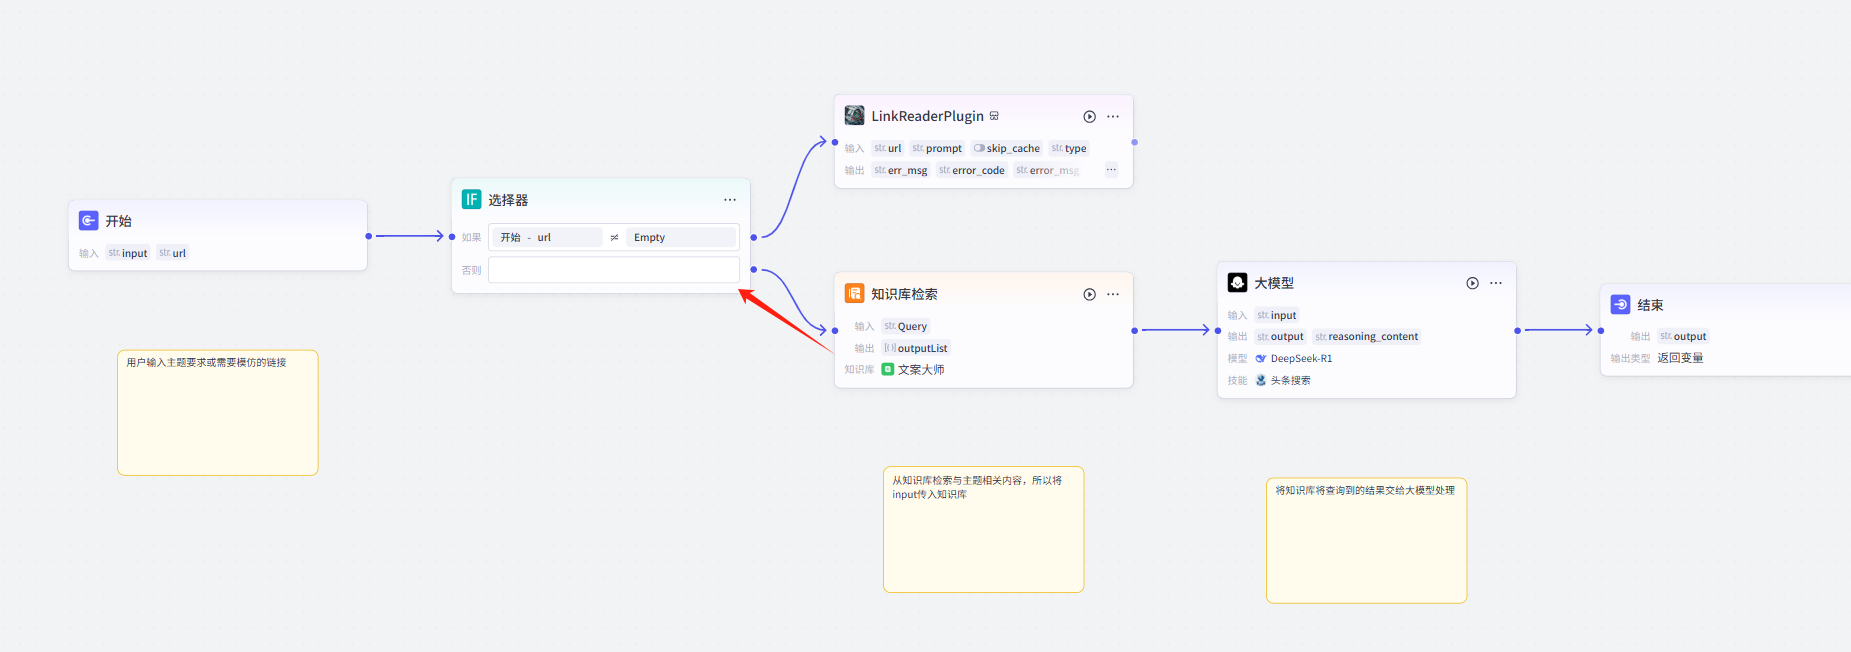 开始
输入 str. input str. url
用户输入主题要求或需要模仿的链接
IF 选择器
如果 开始 - url ≠ Empty
否则
LinkReaderPlugin
输入 str. url str. prompt skip_cache str. type
输出 str. err_msg str. error_code str. error_msg
知识库检索
输入 str. Query
输出 [()] outputList
知识库 文案大师
从知识库检索与主题相关内容，所以将
input传入知识库
大模型
输入 str. input
输出 str. output str. reasoning_content
模型 DeepSeek-R1
技能 头条搜索
将知识库将查询到的结果交给大模型处理
结束
输出 str. output
输出类型 返回变量